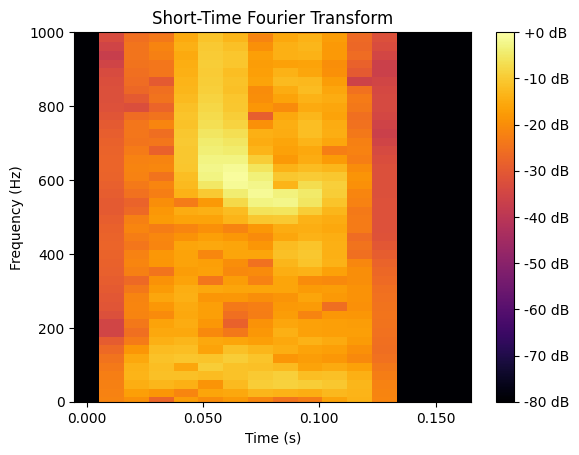 Short-Time Fourier Transform
1000
800
600
400
200
0
Frequency (Hz)
0.000
0.050
0.100
0.150
Time (s)
+0 dB
-10 dB
-20 dB
-30 dB
-40 dB
-50 dB
-60 dB
-70 dB
-80 dB